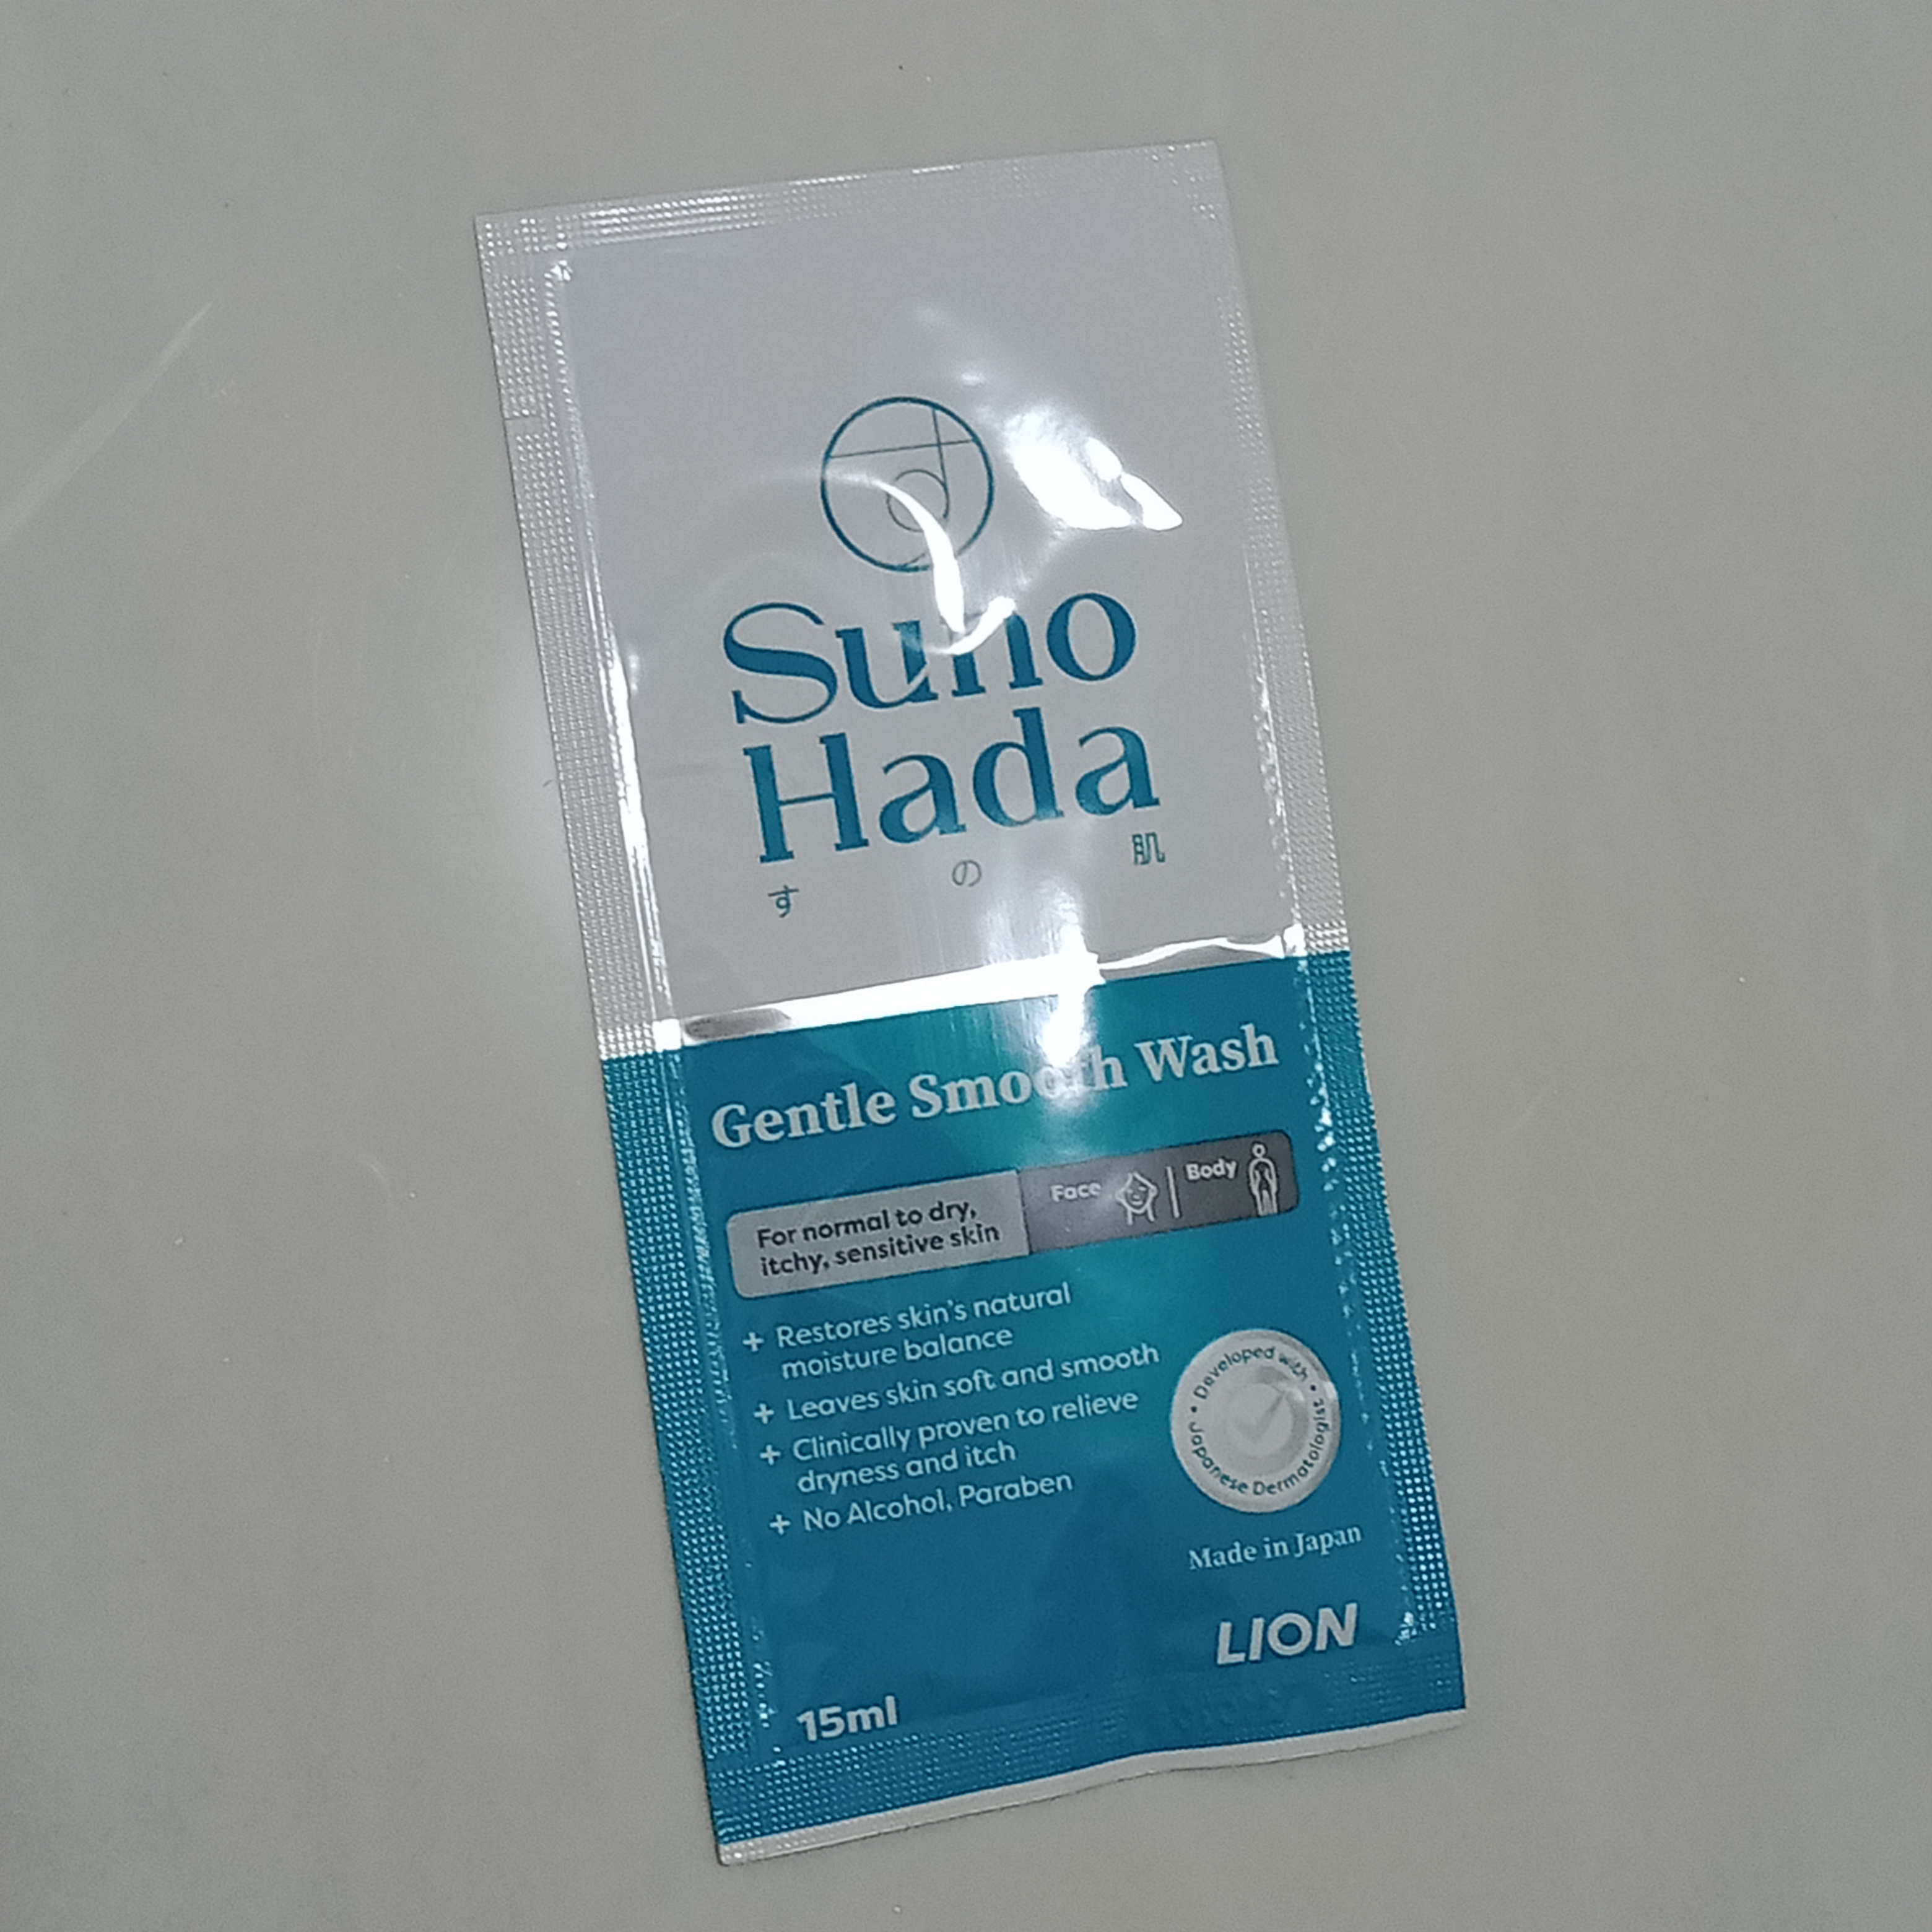 Suno
Hada
すの肌
Gentle Smooth Wash
For normal to dry,
itchy, sensitive skin
Face | Body
+ Restores skin's natural
moisture balance
+ Leaves skin soft and smooth
+ Clinically proven to relieve
dryness and itch
+ No Alcohol, Paraben
• Developed with •
Japanese Dermatologist
Made in Japan
LION
15ml